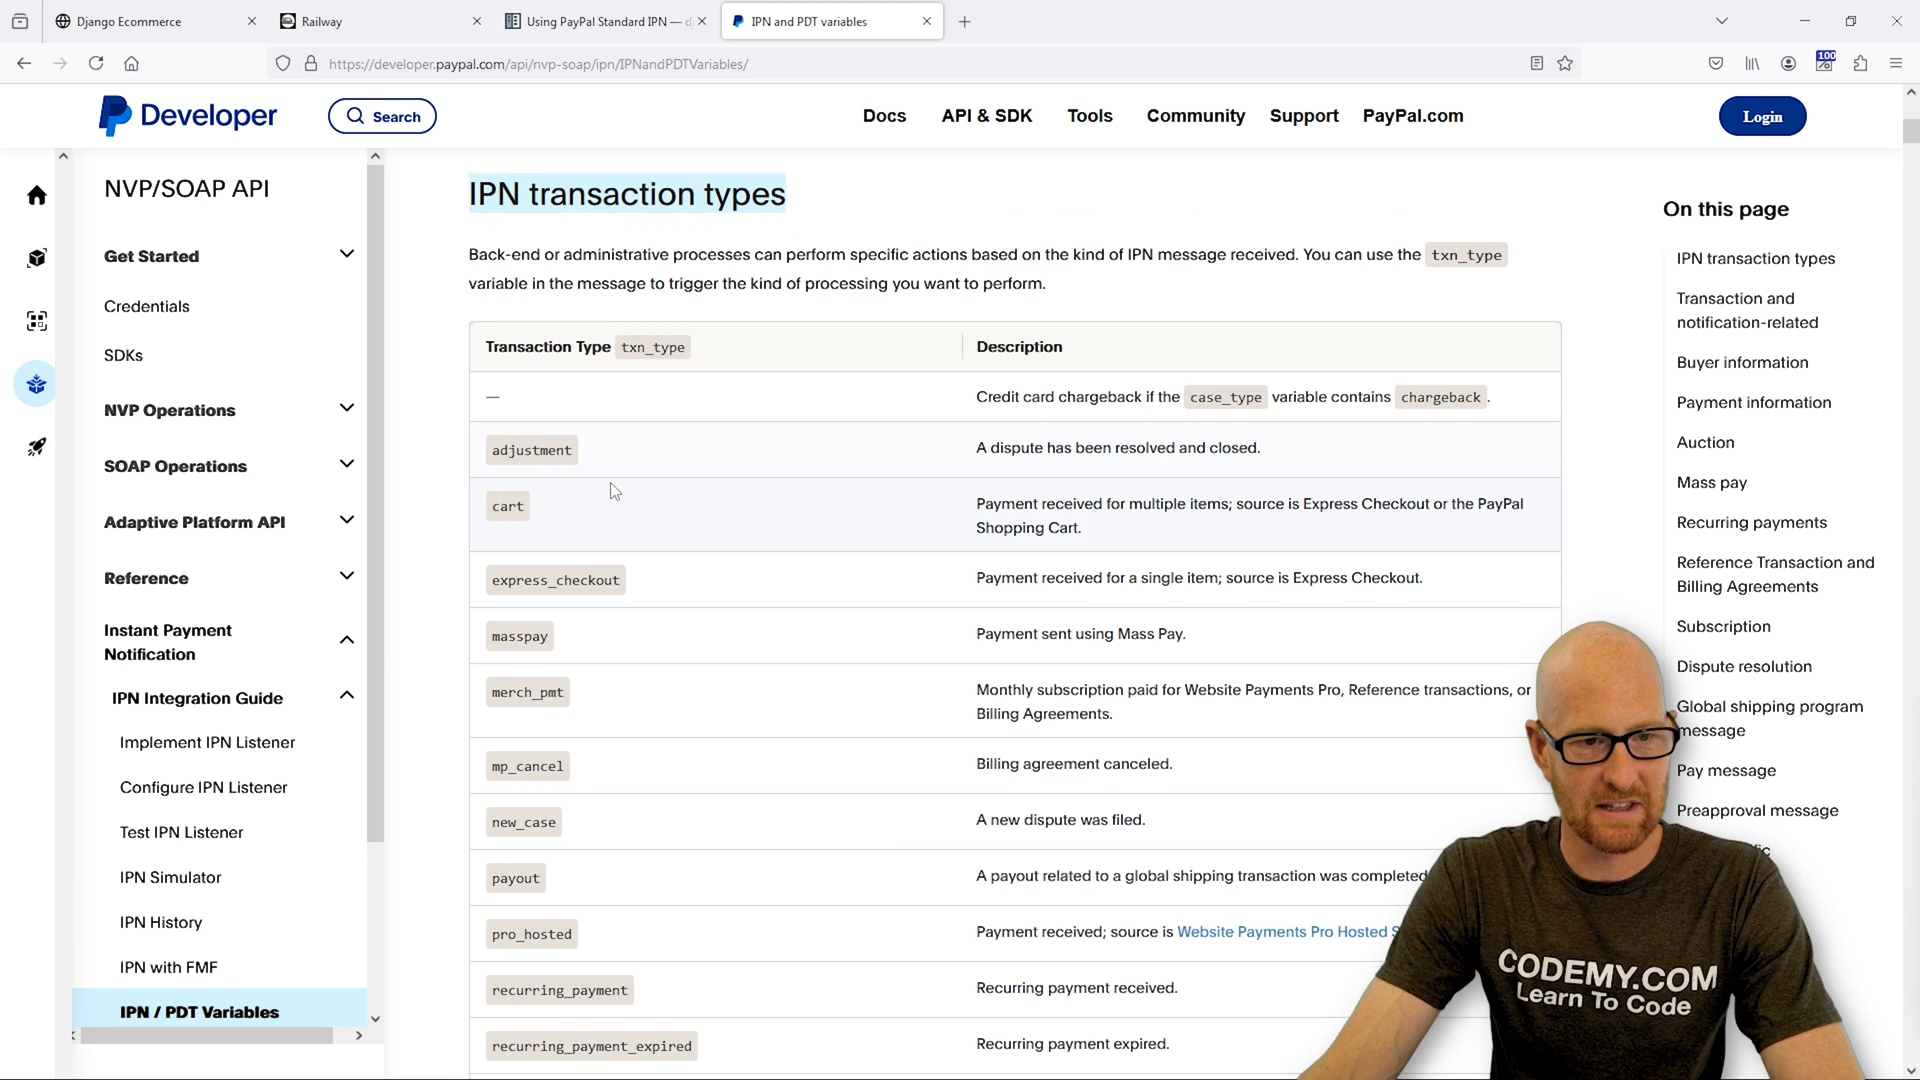 Django Ecommerce
Railway
Using PayPal Standard IPN — d
IPN and PDT variables
https://developer.paypal.com/api/nvp-soap/ipn/IPNandPDTVariables/
100
Developer
Search
Docs
API & SDK
Tools
Community
Support
PayPal.com
Login
NVP/SOAP API
Get Started
Credentials
SDKs
NVP Operations
SOAP Operations
Adaptive Platform API
Reference
Instant Payment
Notification
IPN Integration Guide
Implement IPN Listener
Configure IPN Listener
Test IPN Listener
IPN Simulator
IPN History
IPN with FMF
IPN / PDT Variables
IPN transaction types
Back-end or administrative processes can perform specific actions based on the kind of IPN message received. You can use the txn_type
variable in the message to trigger the kind of processing you want to perform.
Transaction Type txn_type
Description
—
Credit card chargeback if the case_type variable contains chargeback.
adjustment
A dispute has been resolved and closed.
cart
Payment received for multiple items; source is Express Checkout or the PayPal
Shopping Cart.
express_checkout
Payment received for a single item; source is Express Checkout.
masspay
Payment sent using Mass Pay.
merch_pmt
Monthly subscription paid for Website Payments Pro, Reference transactions, or
Billing Agreements.
mp_cancel
Billing agreement canceled.
new_case
A new dispute was filed.
payout
A payout related to a global shipping transaction was completed
pro_hosted
Payment received; source is Website Payments Pro Hosted S
recurring_payment
Recurring payment received.
recurring_payment_expired
Recurring payment expired.
On this page
IPN transaction types
Transaction and
notification-related
Buyer information
Payment information
Auction
Mass pay
Recurring payments
Reference Transaction and
Billing Agreements
Subscription
Dispute resolution
Global shipping program
message
Pay message
Preapproval message
CODEMY.COM
Learn To Code